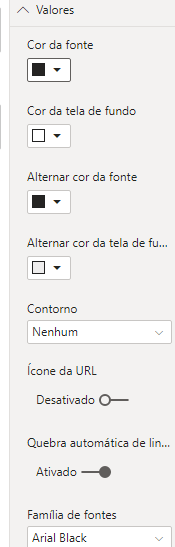 Valores
Cor da fonte
Cor da tela de fundo
Alternar cor da fonte
Alternar cor da tela de fu...
Contorno
Nenhum
Ícone da URL
Desativado
Quebra automática de lin...
Ativado
Família de fontes
Arial Black